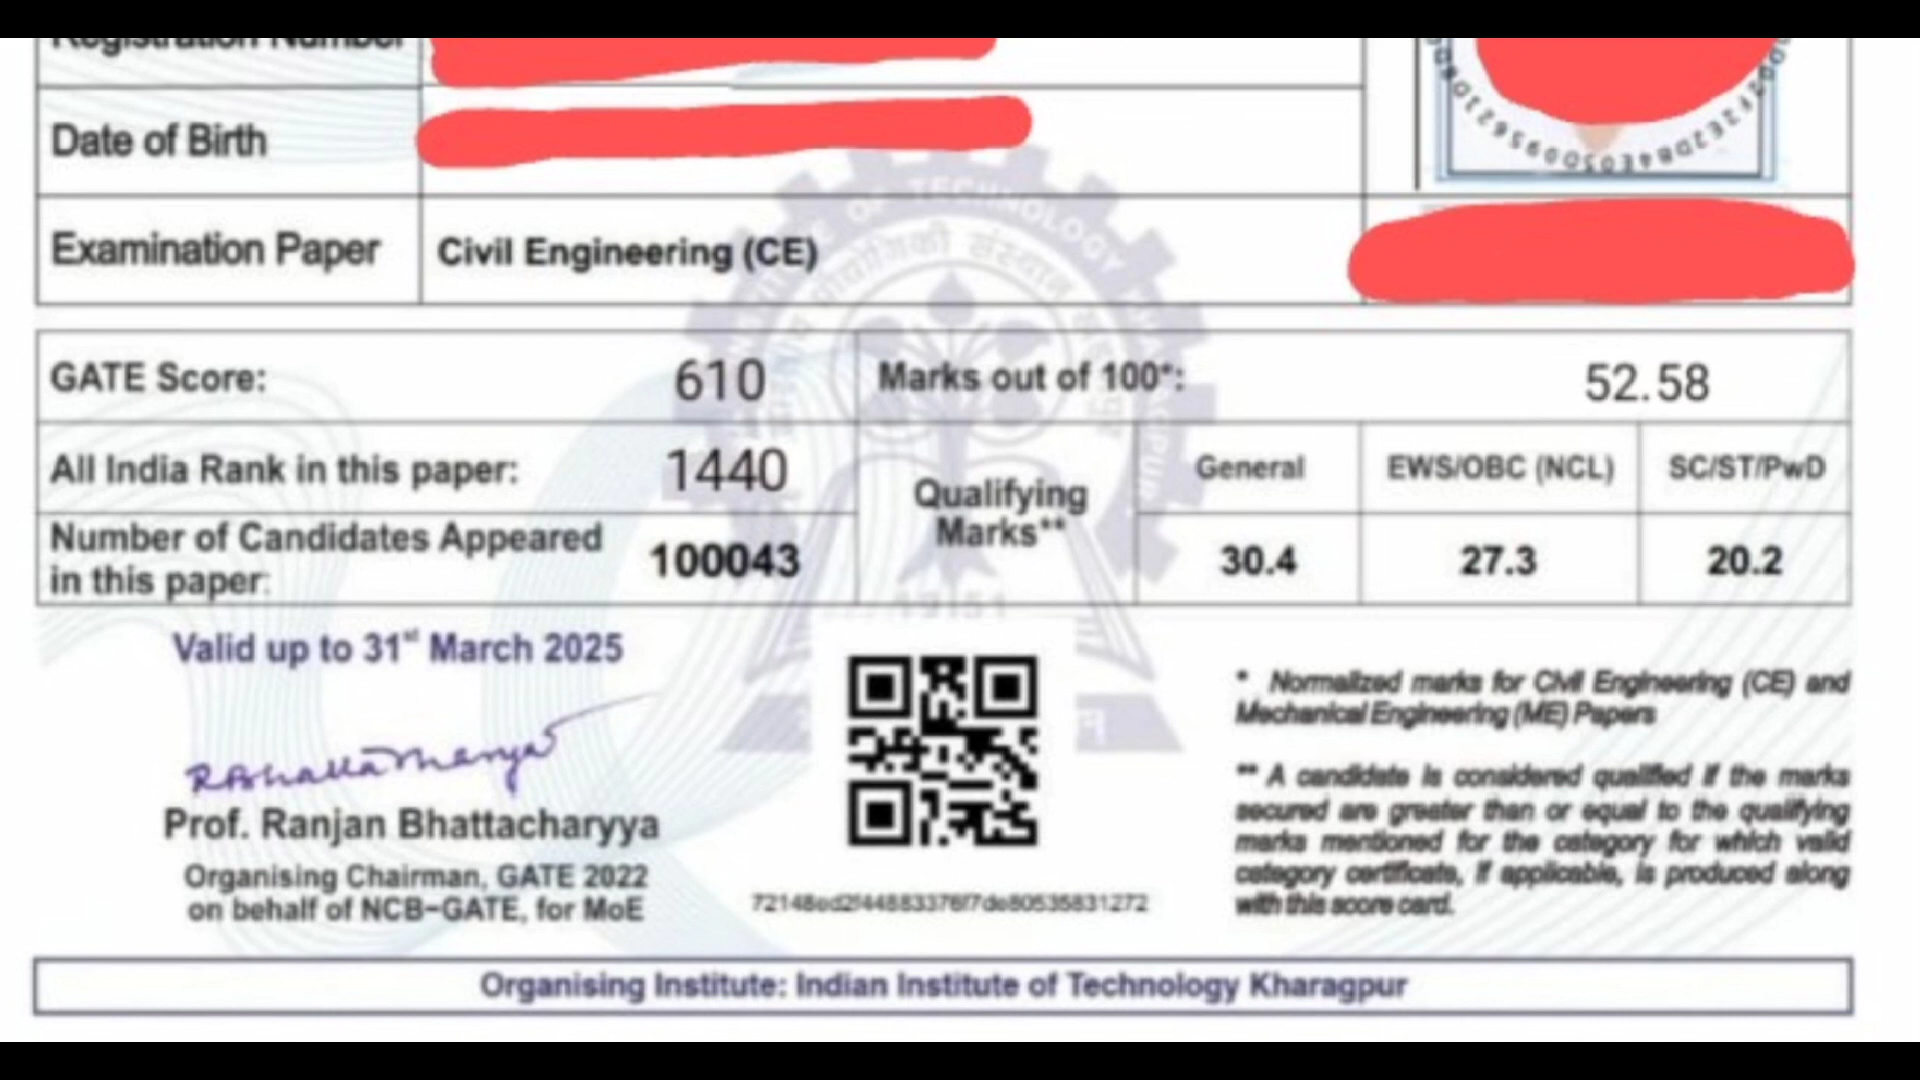 Registration Number
Date of Birth
Examination Paper
Civil Engineering (CE)
GATE Score:
610
Marks out of 100*:
52.58
All India Rank in this paper:
1440
Qualifying
Marks**
General
EWS/OBC (NCL)
SC/ST/PwD
Number of Candidates Appeared
in this paper:
100043
30.4
27.3
20.2
Valid up to 31st March 2025
Prof. Ranjan Bhattacharyya
Organising Chairman, GATE 2022
on behalf of NCB-GATE, for MoE
* Normalized marks for Civil Engineering (CE) and
Mechanical Engineering (ME) Papers
** A candidate is considered qualified if the marks
secured are greater than or equal to the qualifying
marks mentioned for the category for which valid
category certificate, if applicable, is produced along
with this score card.
Organising Institute: Indian Institute of Technology Kharagpur
OF TECHNOLOGY
1951